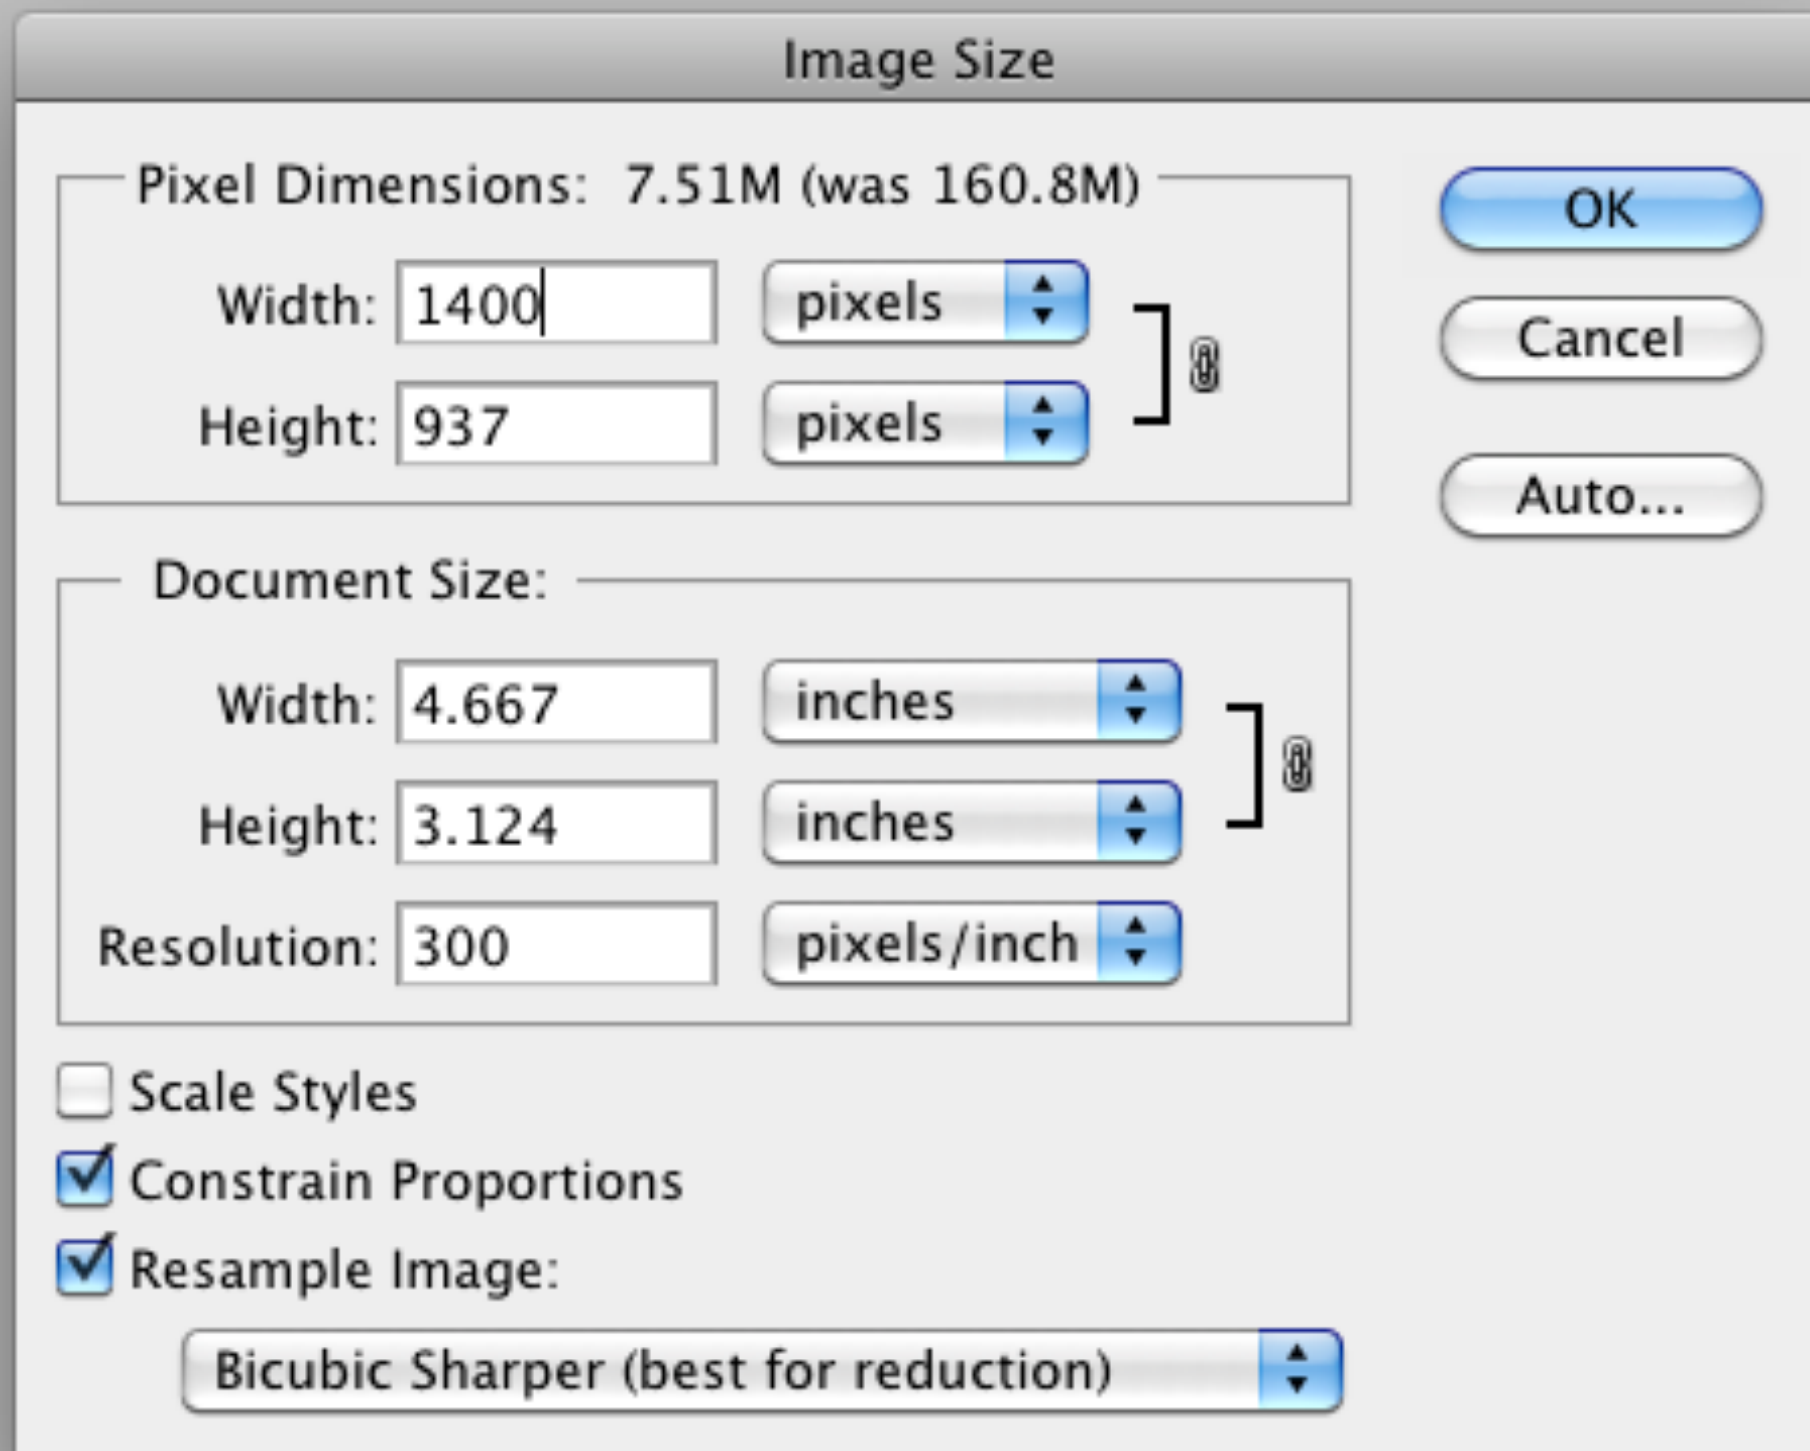 Image Size
Pixel Dimensions: 7.51M (was 160.8M)
OK
Width: 1400 pixels
Cancel
Height: 937 pixels
Auto...
Document Size:
Width: 4.667 inches
Height: 3.124 inches
Resolution: 300 pixels/inch
Scale Styles
Constrain Proportions
Resample Image:
Bicubic Sharper (best for reduction)